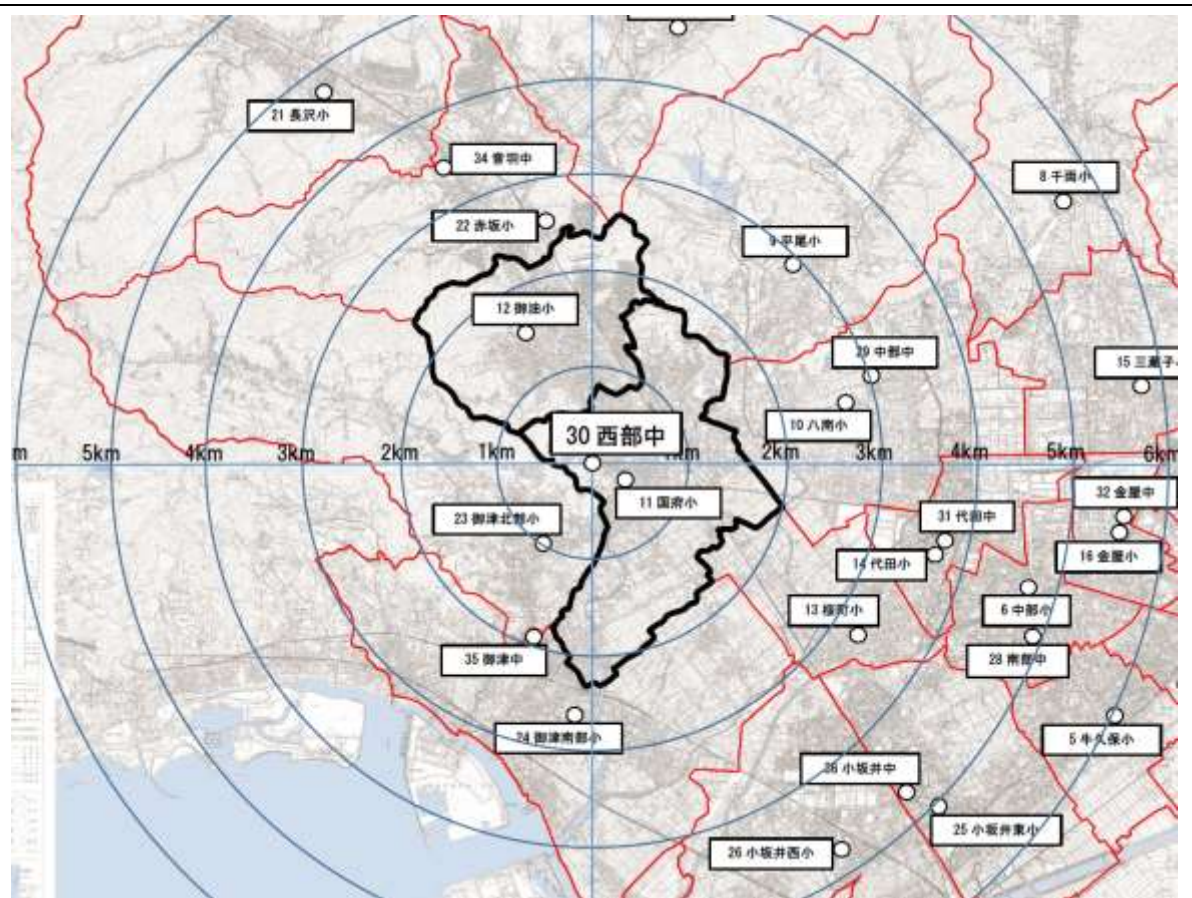 21 長沢小
34 音羽中
8 千両小
22 赤坂小
9 平尾小
12 御油小
29 中部中
15 三蔵子
10 八南小
30 西部中
m
5km
4km
3km
2km
1km
2km
3km
4km
5km
6km
11 国府小
32 金屋中
23 御津北部小
31 代田中
14 代田小
16 金屋小
13 桜町小
6 中部小
35 御津中
28 南部中
24 御津南部小
5 牛久保小
36 小坂井中
25 小坂井東小
26 小坂井西小